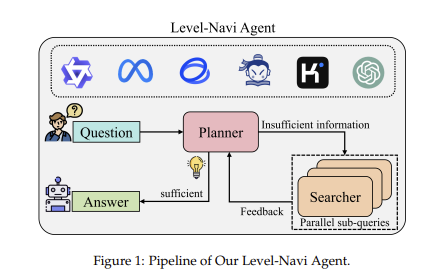 Level-Navi Agent
?
Question
Planner
Insufficient information
sufficient
Answer
Feedback
Searcher
Parallel sub-queries
Figure 1: Pipeline of Our Level-Navi Agent.